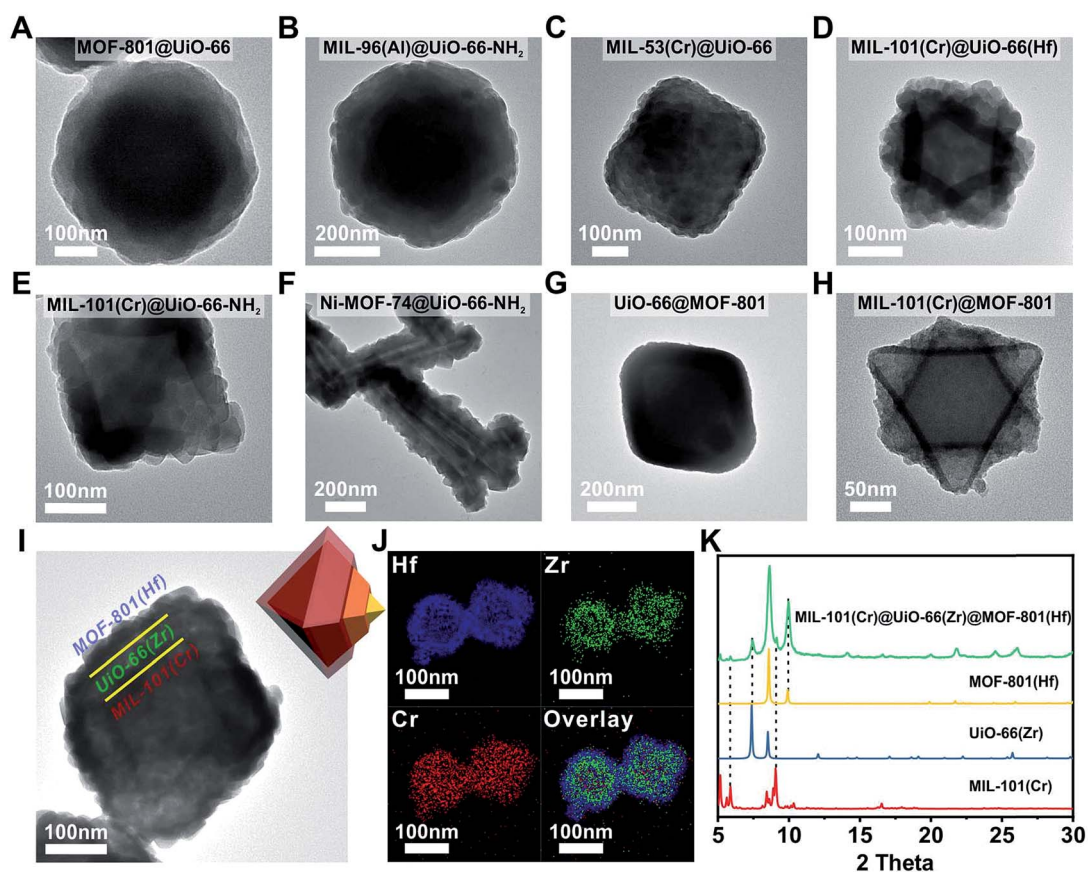 A
MOF-801@UiO-66
100nm
B
MIL-96(Al)@UiO-66-NH₂
200nm
C
MIL-53(Cr)@UiO-66
100nm
D
MIL-101(Cr)@UiO-66(Hf)
100nm
E
MIL-101(Cr)@UiO-66-NH₂
100nm
F
Ni-MOF-74@UiO-66-NH₂
200nm
G
UiO-66@MOF-801
200nm
H
MIL-101(Cr)@MOF-801
50nm
I
MOF-801(Hf)
UiO-66(Zr)
MIL-101(Cr)
100nm
J
Hf
100nm
Zr
100nm
Cr
100nm
Overlay
100nm
K
MIL-101(Cr)@UiO-66(Zr)@MOF-801(Hf)
MOF-801(Hf)
UiO-66(Zr)
MIL-101(Cr)
5 10 15 20 25 30
2 Theta